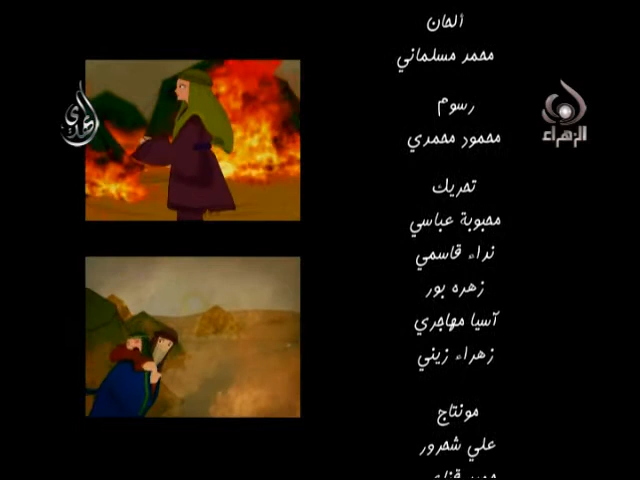 ألحان
محمد مسلماني
رسوم
محمود محمدي
تحريك
محبوبة عباسي
نداء قاسمي
زهره بور
آسيا مهاجري
زهراء زيني
مونتاج
علي شحرور
الزهراء